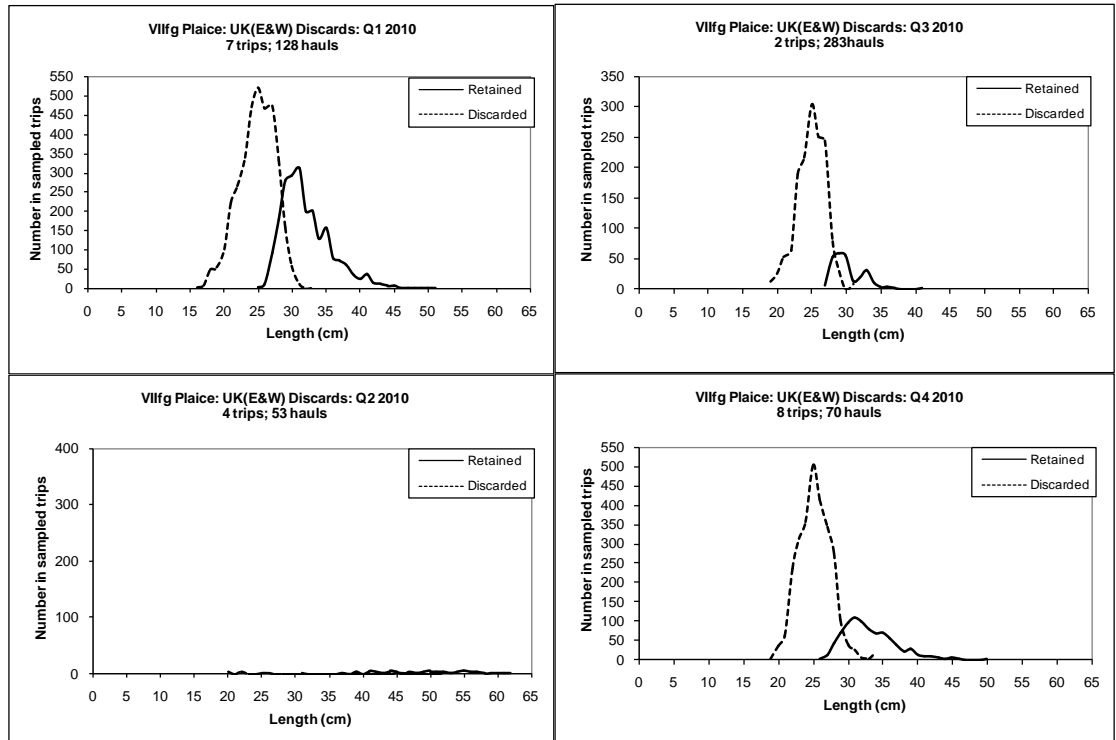 VIIfg Plaice: UK(E&W) Discards: Q1 2010
7 trips; 128 hauls
550
500
450
400
350
300
250
200
150
100
50
0
Number in sampled trips
Retained
Discarded
0 5 10 15 20 25 30 35 40 45 50 55 60 65
Length (cm)
VIIfg Plaice: UK(E&W) Discards: Q3 2010
2 trips; 283hauls
350
300
250
200
150
100
50
0
Number in sampled trips
Retained
Discarded
0 5 10 15 20 25 30 35 40 45 50 55 60 65
Length (cm)
VIIfg Plaice: UK(E&W) Discards: Q2 2010
4 trips; 53 hauls
400
300
200
100
0
Number in sampled trips
Retained
Discarded
0 5 10 15 20 25 30 35 40 45 50 55 60 65
Length (cm)
VIIfg Plaice: UK(E&W) Discards: Q4 2010
8 trips; 70 hauls
550
500
450
400
350
300
250
200
150
100
50
0
Number in sampled trips
Retained
Discarded
0 5 10 15 20 25 30 35 40 45 50 55 60 65
Length (cm)